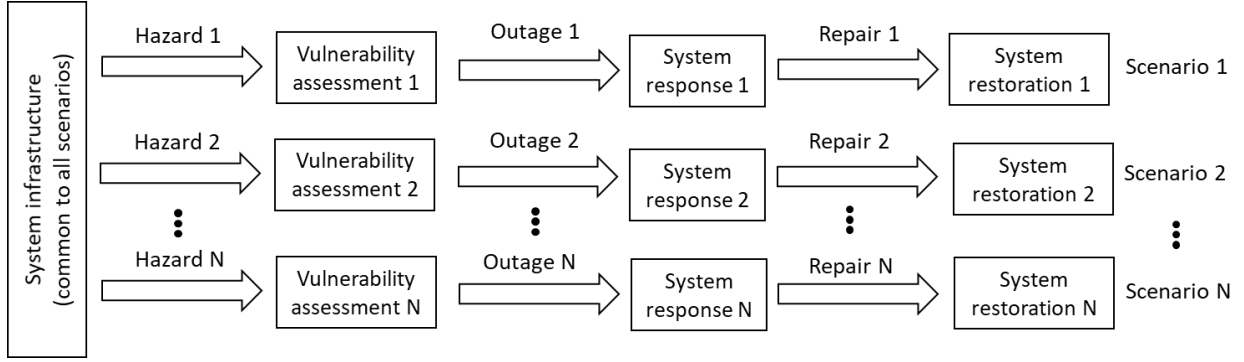 System infrastructure
(common to all scenarios)
Hazard 1
Vulnerability
assessment 1
Outage 1
System
response 1
Repair 1
System
restoration 1
Scenario 1
Hazard 2
Vulnerability
assessment 2
Outage 2
System
response 2
Repair 2
System
restoration 2
Scenario 2
Hazard N
Vulnerability
assessment N
Outage N
System
response N
Repair N
System
restoration N
Scenario N